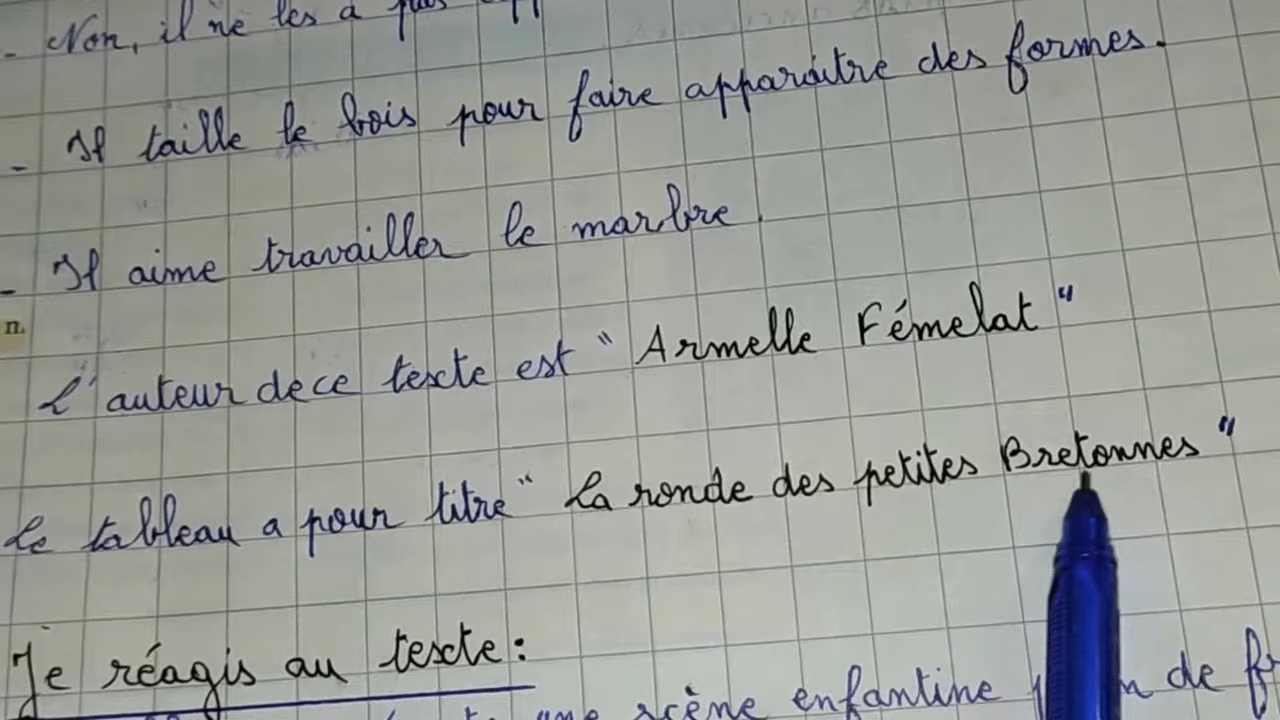 - Non, il ne les a
- Il taille le bois pour faire apparaître des formes.
- Il aime travailler le marbre.
n.
L'auteur de ce texte est " Armelle Fémelat "
Le tableau a pour titre " La ronde des petites Bretonnes "
Je réagis au texte :
une scène enfantine de